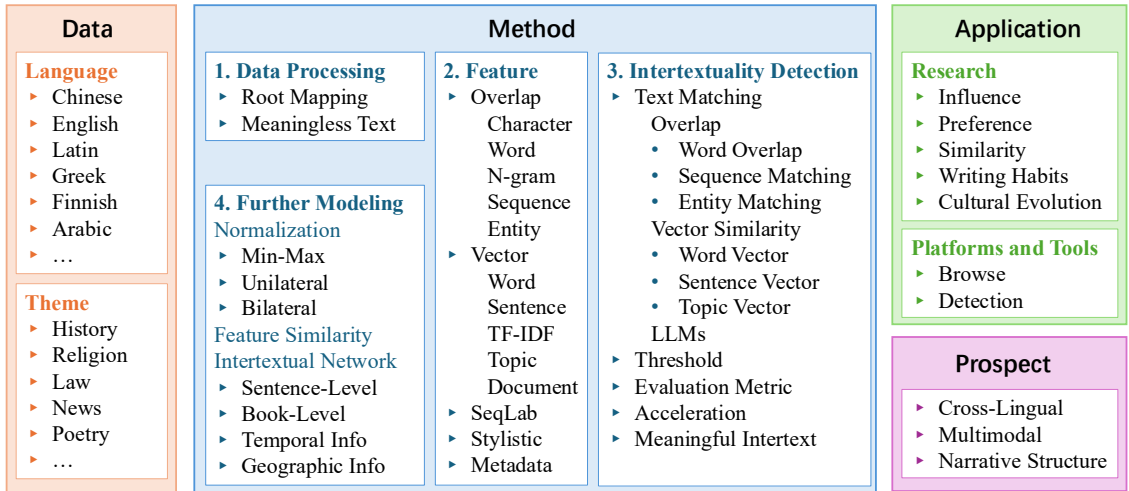 Data
Language
Chinese
English
Latin
Greek
Finnish
Arabic
…
Theme
History
Religion
Law
News
Poetry
…
Method
1. Data Processing
Root Mapping
Meaningless Text
4. Further Modeling
Normalization
Min-Max
Unilateral
Bilateral
Feature Similarity
Intertextual Network
Sentence-Level
Book-Level
Temporal Info
Geographic Info
2. Feature
Overlap
Character
Word
N-gram
Sequence
Entity
Vector
Word
Sentence
TF-IDF
Topic
Document
SeqLab
Stylistic
Metadata
3. Intertextuality Detection
Text Matching
Overlap
Word Overlap
Sequence Matching
Entity Matching
Vector Similarity
Word Vector
Sentence Vector
Topic Vector
LLMs
Threshold
Evaluation Metric
Acceleration
Meaningful Intertext
Application
Research
Influence
Preference
Similarity
Writing Habits
Cultural Evolution
Platforms and Tools
Browse
Detection
Prospect
Cross-Lingual
Multimodal
Narrative Structure